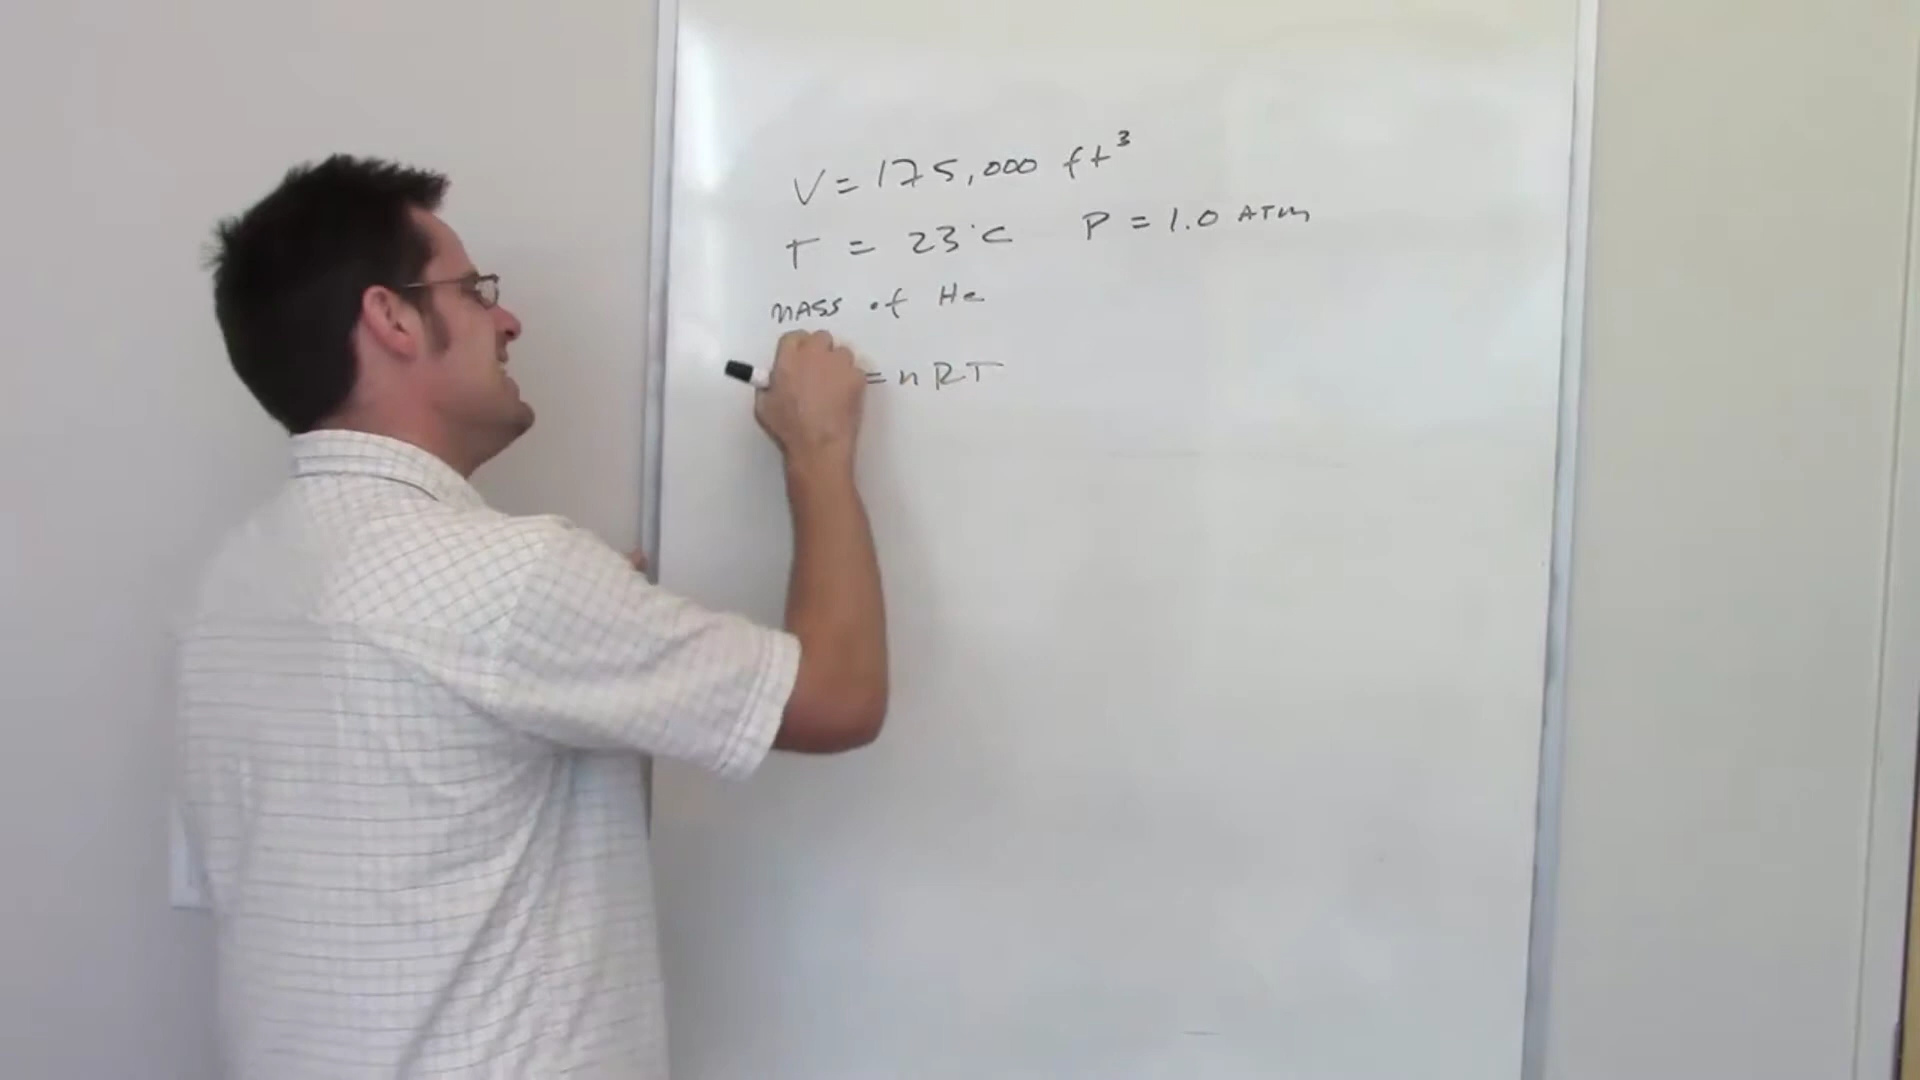 V = 175,000 ft³
T = 23°C P = 1.0 ATM
MASS of He
= nRT